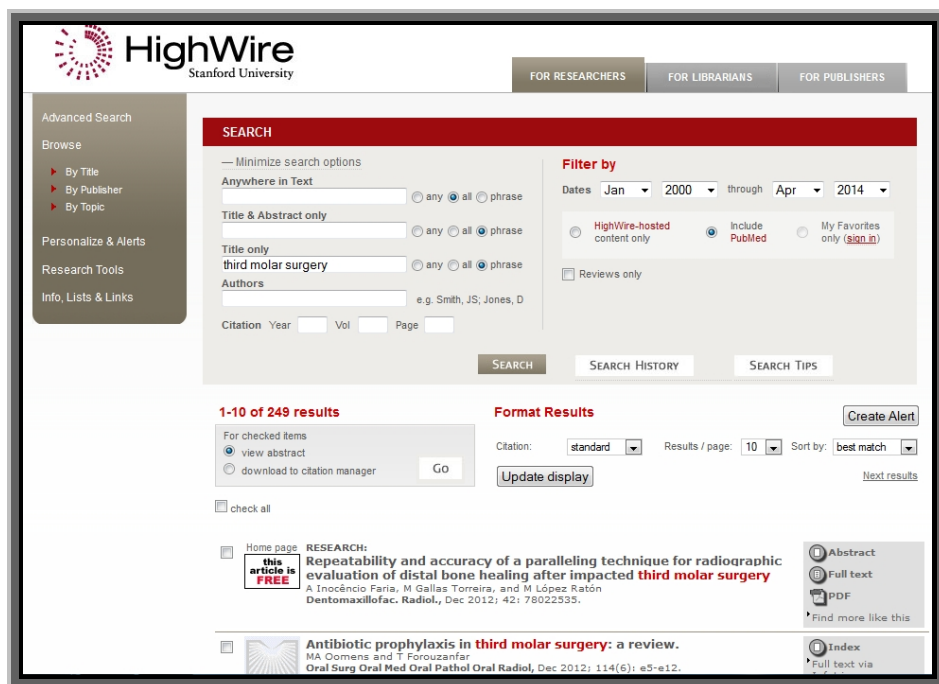 HighWire
Stanford University
FOR RESEARCHERS
FOR LIBRARIANS
FOR PUBLISHERS
Advanced Search
Browse
By Title
By Publisher
By Topic
Personalize & Alerts
Research Tools
Info, Lists & Links
SEARCH
— Minimize search options
Anywhere in Text
any all phrase
Title & Abstract only
any all phrase
Title only
third molar surgery any all phrase
Authors
e.g. Smith, JS; Jones, D
Citation Year Vol Page
Filter by
Dates Jan 2000 through Apr 2014
HighWire-hosted content only
Include PubMed
My Favorites only (sign in)
Reviews only
SEARCH
SEARCH HISTORY
SEARCH TIPS
1-10 of 249 results
For checked items
view abstract
download to citation manager
Go
Format Results
Create Alert
Citation: standard Results / page: 10 Sort by: best match
Update display
Next results
check all
Home page
this
article is
FREE
RESEARCH:
Repeatability and accuracy of a paralleling technique for radiographic
evaluation of distal bone healing after impacted third molar surgery
A Inocêncio Faria, M Gallas Torreira, and M López Ratón
Dentomaxillofac. Radiol., Dec 2012; 42: 78022535.
Abstract
Full text
PDF
Find more like this
Antibiotic prophylaxis in third molar surgery: a review.
MA Oomens and T Forouzanfar
Oral Surg Oral Med Oral Pathol Oral Radiol, Dec 2012; 114(6): e5-e12.
Index
Full text via